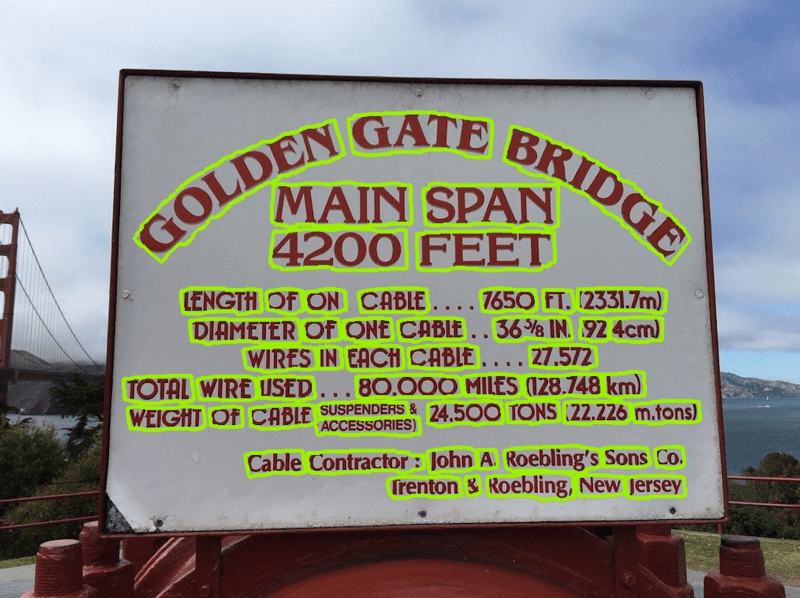 GOLDEN GATE BRIDGE
MAIN SPAN
4200 FEET
LENGTH OF ON CABLE .... 7650 FT. (2331.7m)
DIAMETER OF ONE CABLE .. 36 3/8 IN. (92 4cm)
WIRES IN EACH CABLE .... 27.572
TOTAL WIRE USED ... 80.000 MILES (128.748 km)
WEIGHT OF CABLE SUSPENDERS & ACCESSORIES) 24,500 TONS (22.226 m.tons)
Cable Contractor : John A. Roebling's Sons Co.
Trenton & Roebling, New Jersey